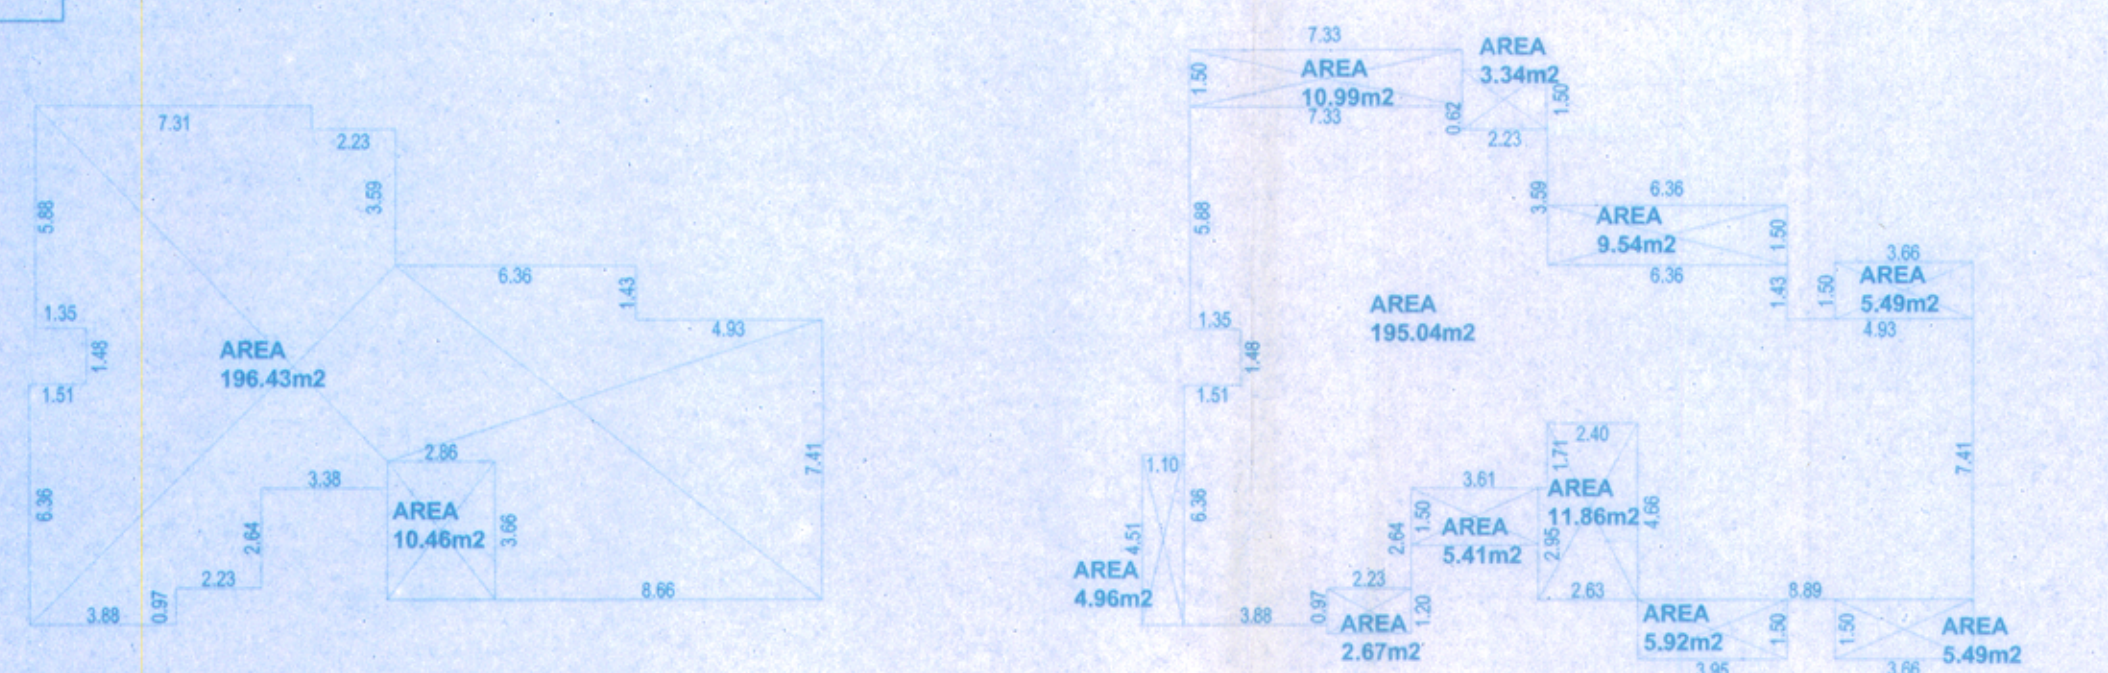 7.31
2.23
3.59
5.88
6.36
1.43
4.93
1.35
1.48
AREA
196.43m2
1.51
7.41
2.86
3.38
AREA
10.46m2
3.66
6.36
2.64
2.23
8.66
3.88
0.97
7.33
AREA
3.34m2
AREA
10.99m2
1.50
1.50
7.33
0.62
2.23
3.59
6.36
AREA
9.54m2
1.50
6.36
5.88
3.66
AREA
5.49m2
1.43
1.50
4.93
AREA
195.04m2
1.35
1.48
1.51
2.40
1.71
7.41
1.10
6.36
4.51
3.61
AREA
11.86m2
4.66
1.50
AREA
5.41m2
2.64
2.95
AREA
4.96m2
2.23
2.63
8.89
3.88
0.97
AREA
2.67m2
1.20
AREA
5.92m2
1.50
1.50
AREA
5.49m2
3.95
3.66